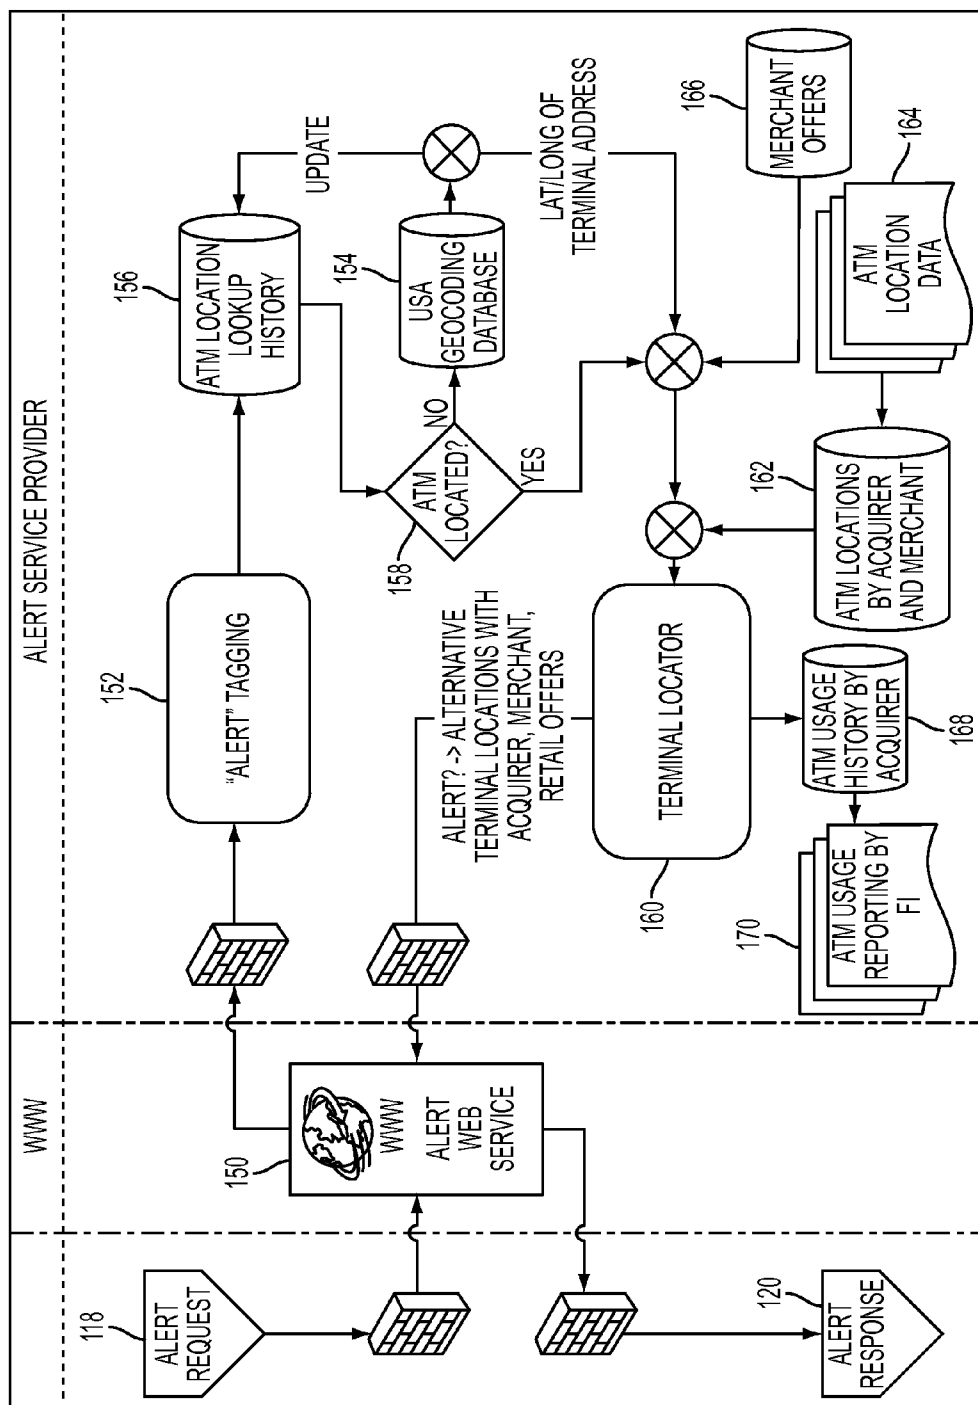 ALERT SERVICE PROVIDER
WWW
118
ALERT
REQUEST
150
WWW
ALERT
WEB
SERVICE
120
ALERT
RESPONSE
152
"ALERT" TAGGING
156
ATM LOCATION
LOOKUP
HISTORY
UPDATE
154
USA
GEOCODING
DATABASE
158
ATM
LOCATED?
NO
YES
LAT/LONG OF
TERMINAL ADDRESS
166
MERCHANT
OFFERS
164
ATM
LOCATION
DATA
162
ATM LOCATIONS
BY ACQUIRER
AND MERCHANT
ALERT? -> ALTERNATIVE
TERMINAL LOCATIONS WITH
ACQUIRER, MERCHANT,
RETAIL OFFERS
160
TERMINAL LOCATOR
168
ATM USAGE
HISTORY BY
ACQUIRER
170
ATM USAGE
REPORTING BY
FI